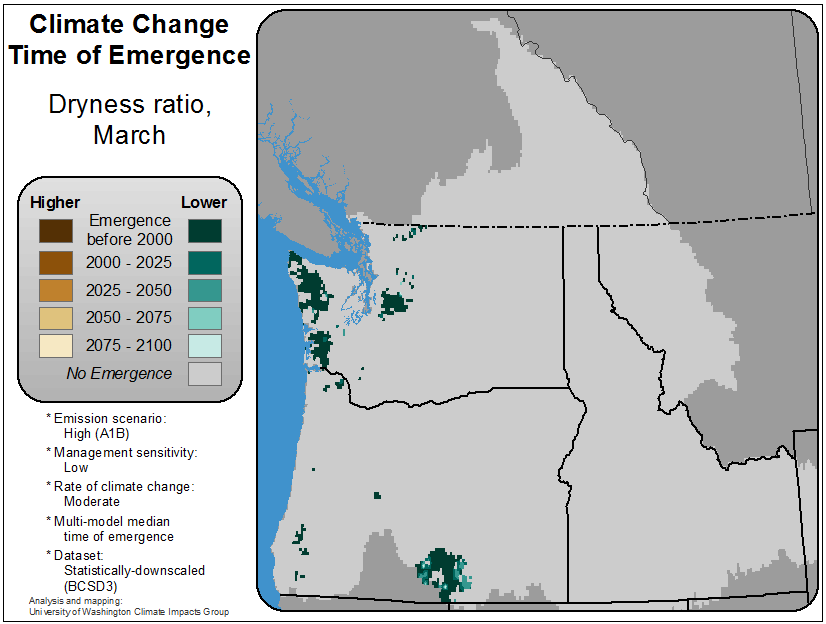 Climate Change
Time of Emergence
Dryness ratio,
March
Higher Lower
Emergence
before 2000
2000 - 2025
2025 - 2050
2050 - 2075
2075 - 2100
No Emergence
* Emission scenario:
High (A1B)
* Management sensitivity:
Low
* Rate of climate change:
Moderate
* Multi-model median
time of emergence
* Dataset:
Statistically-downscaled
(BCSD3)
Analysis and mapping:
University of Washington Climate Impacts Group